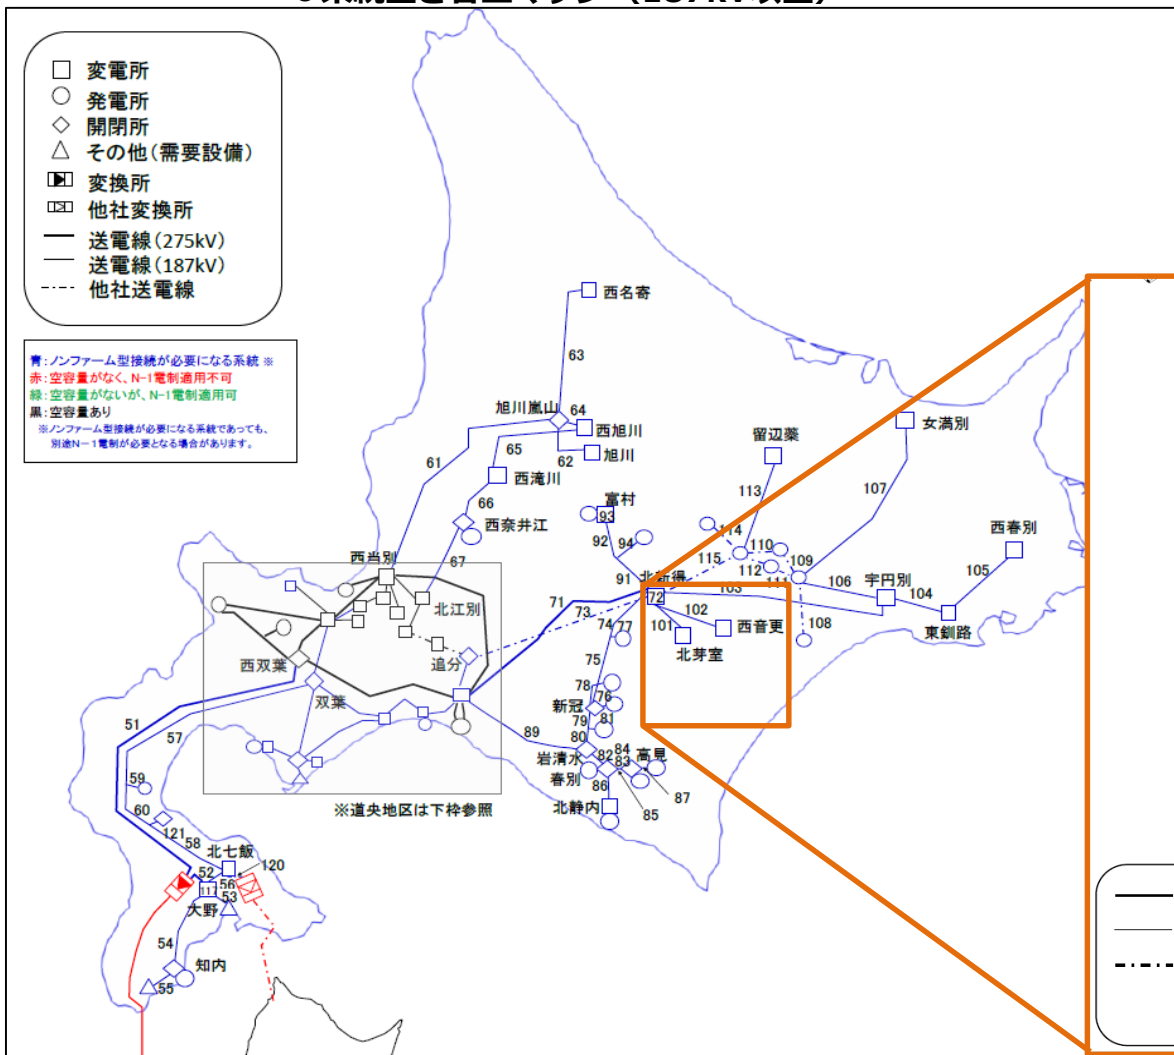 変電所
発電所
開閉所
その他(需要設備)
変換所
他社変換所
送電線(275kV)
送電線(187kV)
他社送電線
青:ノンファーム型接続が必要になる系統 ※
赤:空容量がなく、N-1電制適用不可
緑:空容量がないが、N-1電制適用可
黒:空容量あり
※ノンファーム型接続が必要になる系統であっても、
別途N-1電制が必要となる場合があります。
西名寄
63
旭川嵐山
64
西旭川
65
62
旭川
61
西滝川
66
西奈井江
67
女満別
留辺蘂
107
113
富村
93
92
94
114
110
109
115
112
111
西春別
105
西当別
91
北新得
72
103
106
宇円別
104
東釧路
71
73
102
101
西音更
北芽室
108
74
77
北江別
西双葉
追分
双葉
75
78
76
新冠
79
81
80
89
岩清水
82
84
83
高見
春別
86
87
85
北静内
※道央地区は下枠参照
51
57
59
60
121
58
北七飯
120
52
56
117
53
大野
54
知内
55